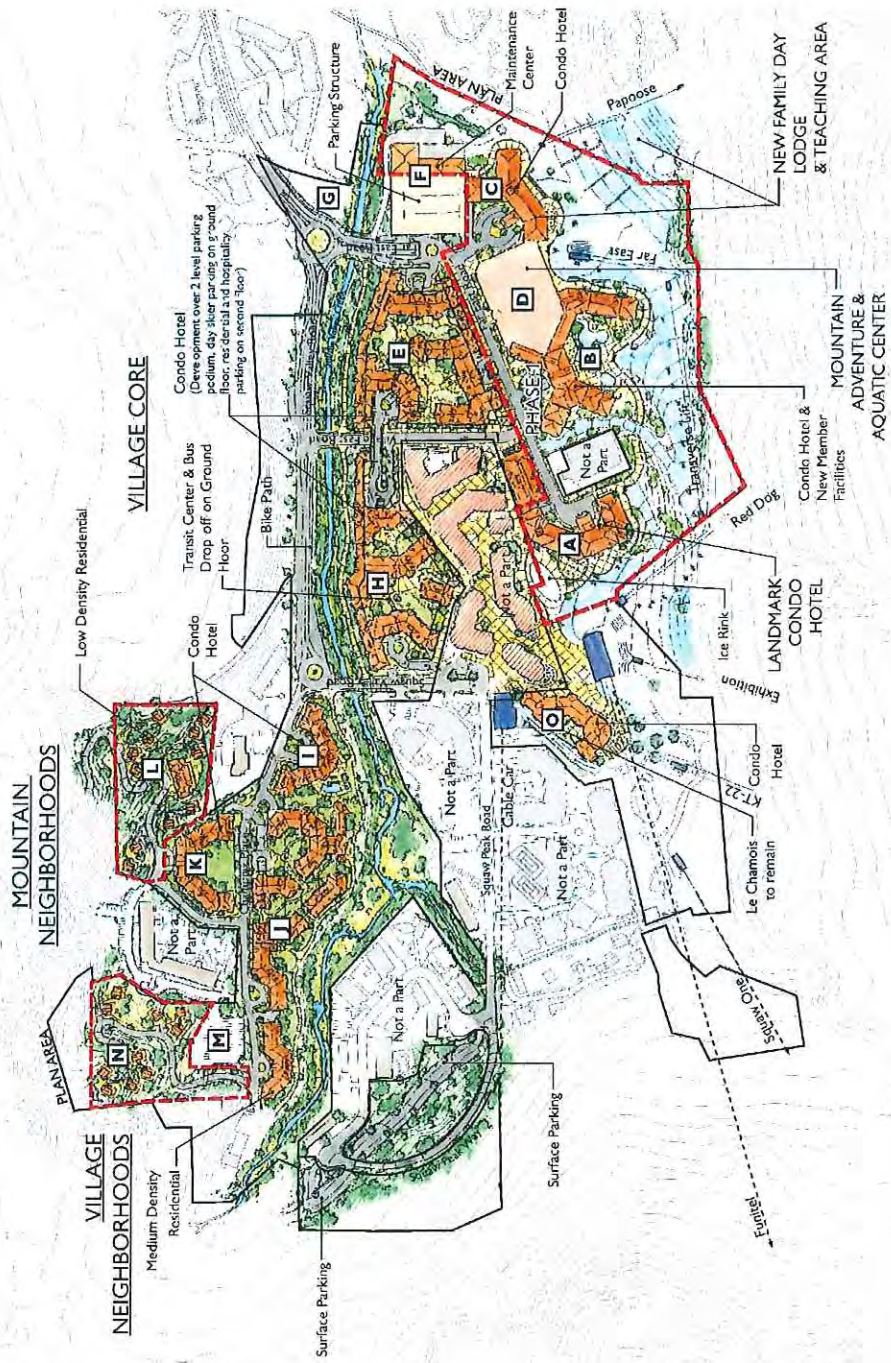 MOUNTAIN
NEIGHBORHOODS
VILLAGE
NEIGHBORHOODS
VILLAGE CORE
PLAN AREA
Low Density Residential
Medium Density
Residential
Condo
Hotel
Transit Center & Bus
Drop off on Ground
Floor
Bike Path
Condo Hotel
(Development over 2 level parking
podium, day skier parking on ground
floor, residential and hospitality
parking on second floor)
Parking Structure
PLAN AREA
Maintenance
Center
Condo Hotel
Papoose
NEW FAMILY DAY
LODGE
& TEACHING AREA
Far East
MOUNTAIN
ADVENTURE &
AQUATIC CENTER
Condo Hotel &
New Member
Facilities
Transverse Lift
Red Dog
LANDMARK
CONDO
HOTEL
Ice Rink
Exhibition
KT-22
Condo
Hotel
Le Chamois
to remain
Squaw One
Funitel
Surface Parking
Surface Parking
Squaw Peak Road
Cable Car
Squaw Valley Road
Far East Road
PHASE 1
Not a
Part
Not a Part
Not a Part
Not a Part
Not a Part
Not a
Part
A
B
C
D
E
F
G
H
I
J
K
L
M
N
O